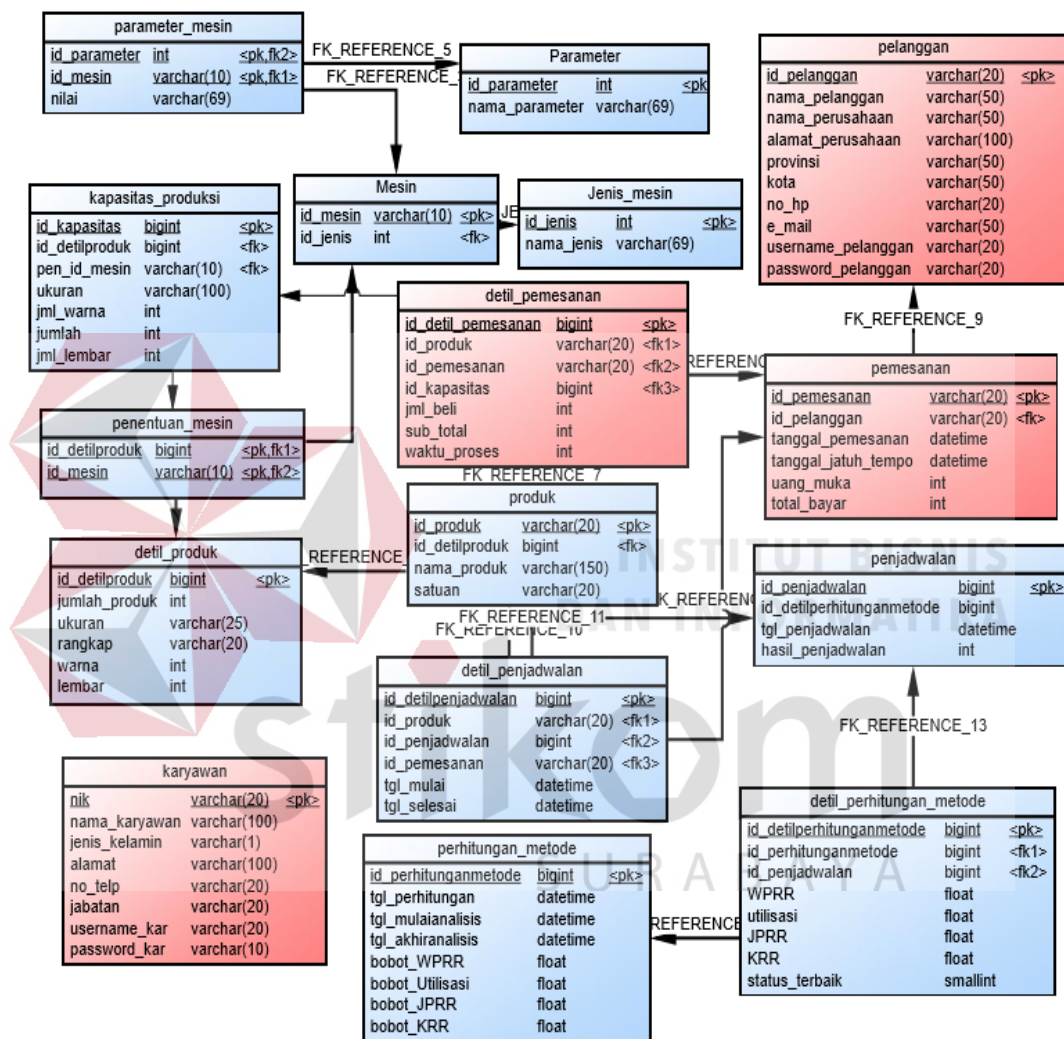 parameter_mesin
id_parameter int <pk,fk2>
id_mesin varchar(10) <pk,fk1>
nilai varchar(69)
FK_REFERENCE_5
FK_REFERENCE_
Parameter
id_parameter int <pk
nama_parameter varchar(69)
pelanggan
id_pelanggan varchar(20) <pk>
nama_pelanggan varchar(50)
nama_perusahaan varchar(50)
alamat_perusahaan varchar(100)
provinsi varchar(50)
kota varchar(50)
no_hp varchar(20)
e_mail varchar(50)
username_pelanggan varchar(20)
password_pelanggan varchar(20)
kapasitas_produksi
id_kapasitas bigint <pk>
id_detilproduk bigint <fk>
pen_id_mesin varchar(10) <fk>
ukuran varchar(100)
jml_warna int
jumlah int
jml_lembar int
Mesin
id_mesin varchar(10) <pk>
id_jenis int <fk>
JE
Jenis_mesin
id_jenis int <pk>
nama_jenis varchar(69)
detil_pemesanan
id_detil_pemesanan bigint <pk>
id_produk varchar(20) <fk1>
id_pemesanan varchar(20) <fk2>
id_kapasitas bigint <fk3>
jml_beli int
sub_total int
waktu_proses int
FK_REFERENCE_9
REFERENCE
pemesanan
id_pemesanan varchar(20) <pk>
id_pelanggan varchar(20) <fk>
tanggal_pemesanan datetime
tanggal_jatuh_tempo datetime
uang_muka int
total_bayar int
penentuan_mesin
id_detilproduk bigint <pk,fk1>
id_mesin varchar(10) <pk,fk2>
FK_REFERENCE_7
produk
id_produk varchar(20) <pk>
id_detilproduk bigint <fk>
nama_produk varchar(150)
satuan varchar(20)
detil_produk
id_detilproduk bigint <pk>
jumlah_produk int
ukuran varchar(25)
rangkap varchar(20)
warna int
lembar int
_REFERENCE_
INSTITUT BISNIS
DAN INFORMATIKA
penjadwalan
id_penjadwalan bigint <pk>
id_detilperhitunganmetode bigint
tgl_penjadwalan datetime
hasil_penjadwalan int
K_REFERENCE_
FK_REFERENCE_11
FK_REFERENCE_10
detil_penjadwalan
id_detilpenjadwalan bigint <pk>
id_produk varchar(20) <fk1>
id_penjadwalan bigint <fk2>
id_pemesanan varchar(20) <fk3>
tgl_mulai datetime
tgl_selesai datetime
stikom
SURABAYA
FK_REFERENCE_13
karyawan
nik varchar(20) <pk>
nama_karyawan varchar(100)
jenis_kelamin varchar(1)
alamat varchar(100)
no_telp varchar(20)
jabatan varchar(20)
username_kar varchar(20)
password_kar varchar(10)
perhitungan_metode
id_perhitunganmetode bigint <pk>
tgl_perhitungan datetime
tgl_mulaianalisis datetime
tgl_akhiranalisis datetime
bobot_WPRR float
bobot_Utilisasi float
bobot_JPRR float
bobot_KRR float
REFERENCE
detil_perhitungan_metode
id_detilperhitunganmetode bigint <pk>
id_perhitunganmetode bigint <fk1>
id_penjadwalan bigint <fk2>
WPRR float
utilisasi float
JPRR float
KRR float
status_terbaik smallint